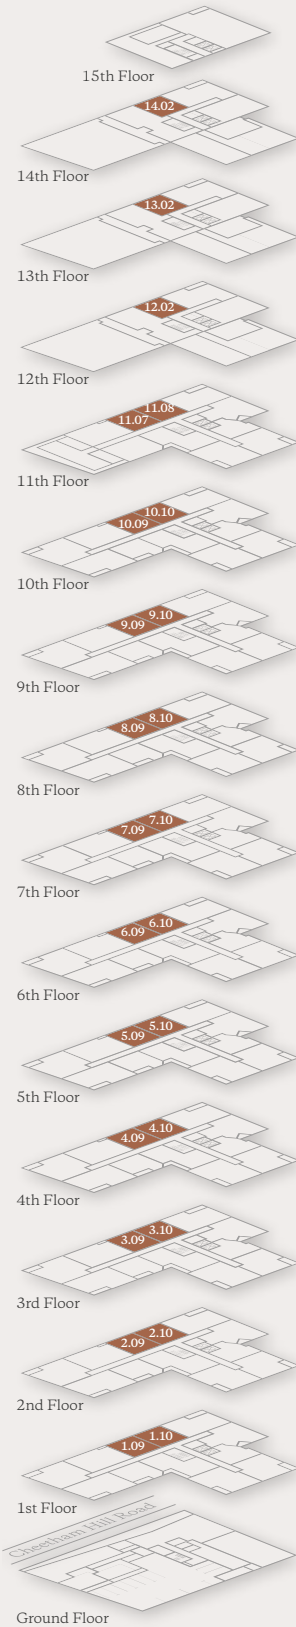 15th Floor
14.02
14th Floor
13.02
13th Floor
12.02
12th Floor
11.08
11.07
11th Floor
10.10
10.09
10th Floor
9.10
9.09
9th Floor
8.10
8.09
8th Floor
7.10
7.09
7th Floor
6.10
6.09
6th Floor
5.10
5.09
5th Floor
4.10
4.09
4th Floor
3.10
3.09
3rd Floor
2.10
2.09
2nd Floor
1.10
1.09
1st Floor
Cheetham Hill Road
Ground Floor